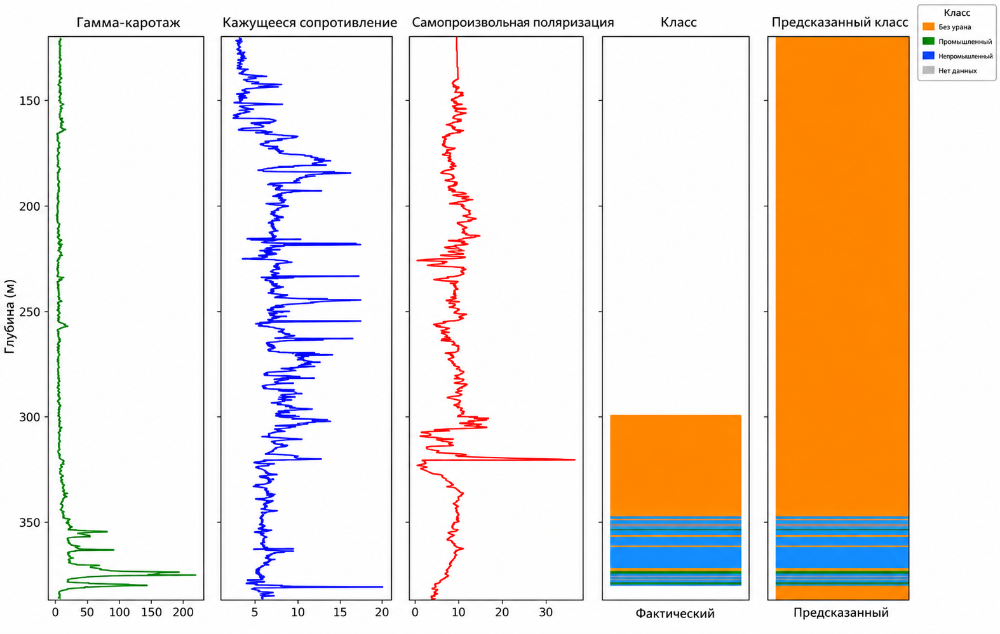 Гамма-каротаж
Кажущееся сопротивление
Самопроизвольная поляризация
Класс
Предсказанный класс
Класс
Без урана
Промышленный
Непромышленный
Нет данных
Глубина (м)
150
200
250
300
350
0 50 100 150 200
5 10 15 20
0 10 20 30
Фактический
Предсказанный